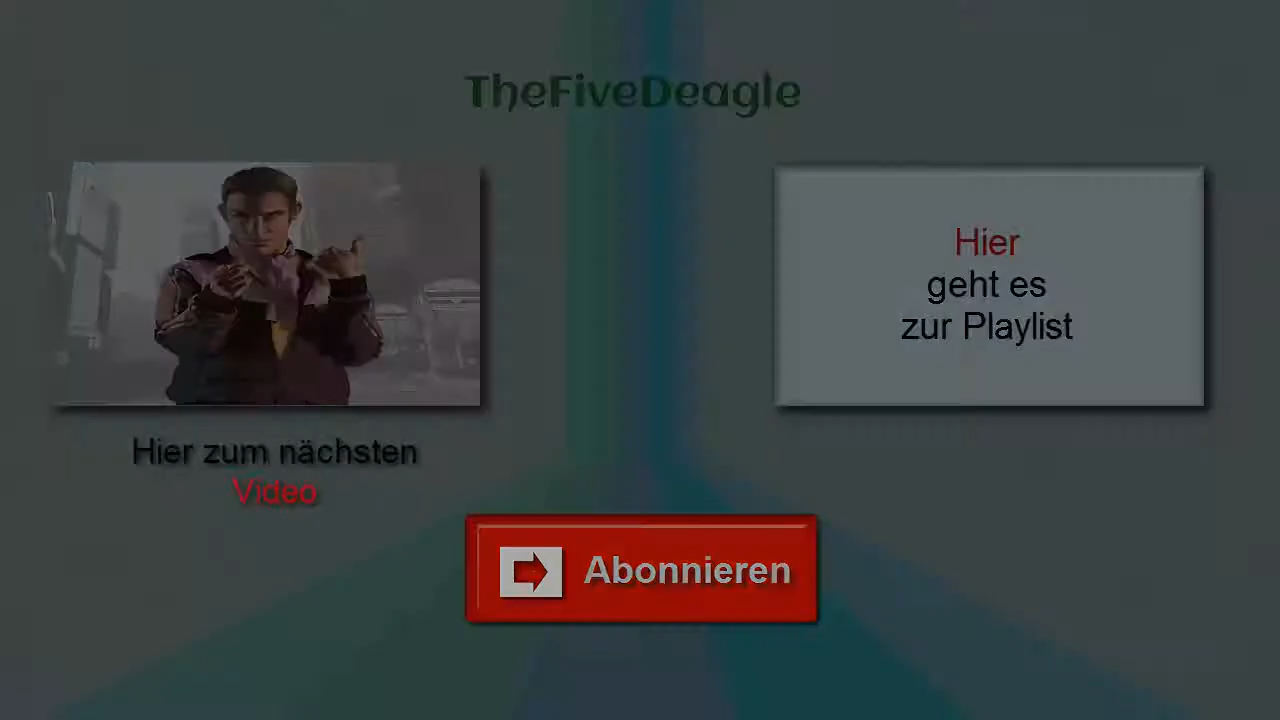 TheFiveDeagle
Hier
geht es
zur Playlist
Hier zum nächsten
Video
Abonnieren